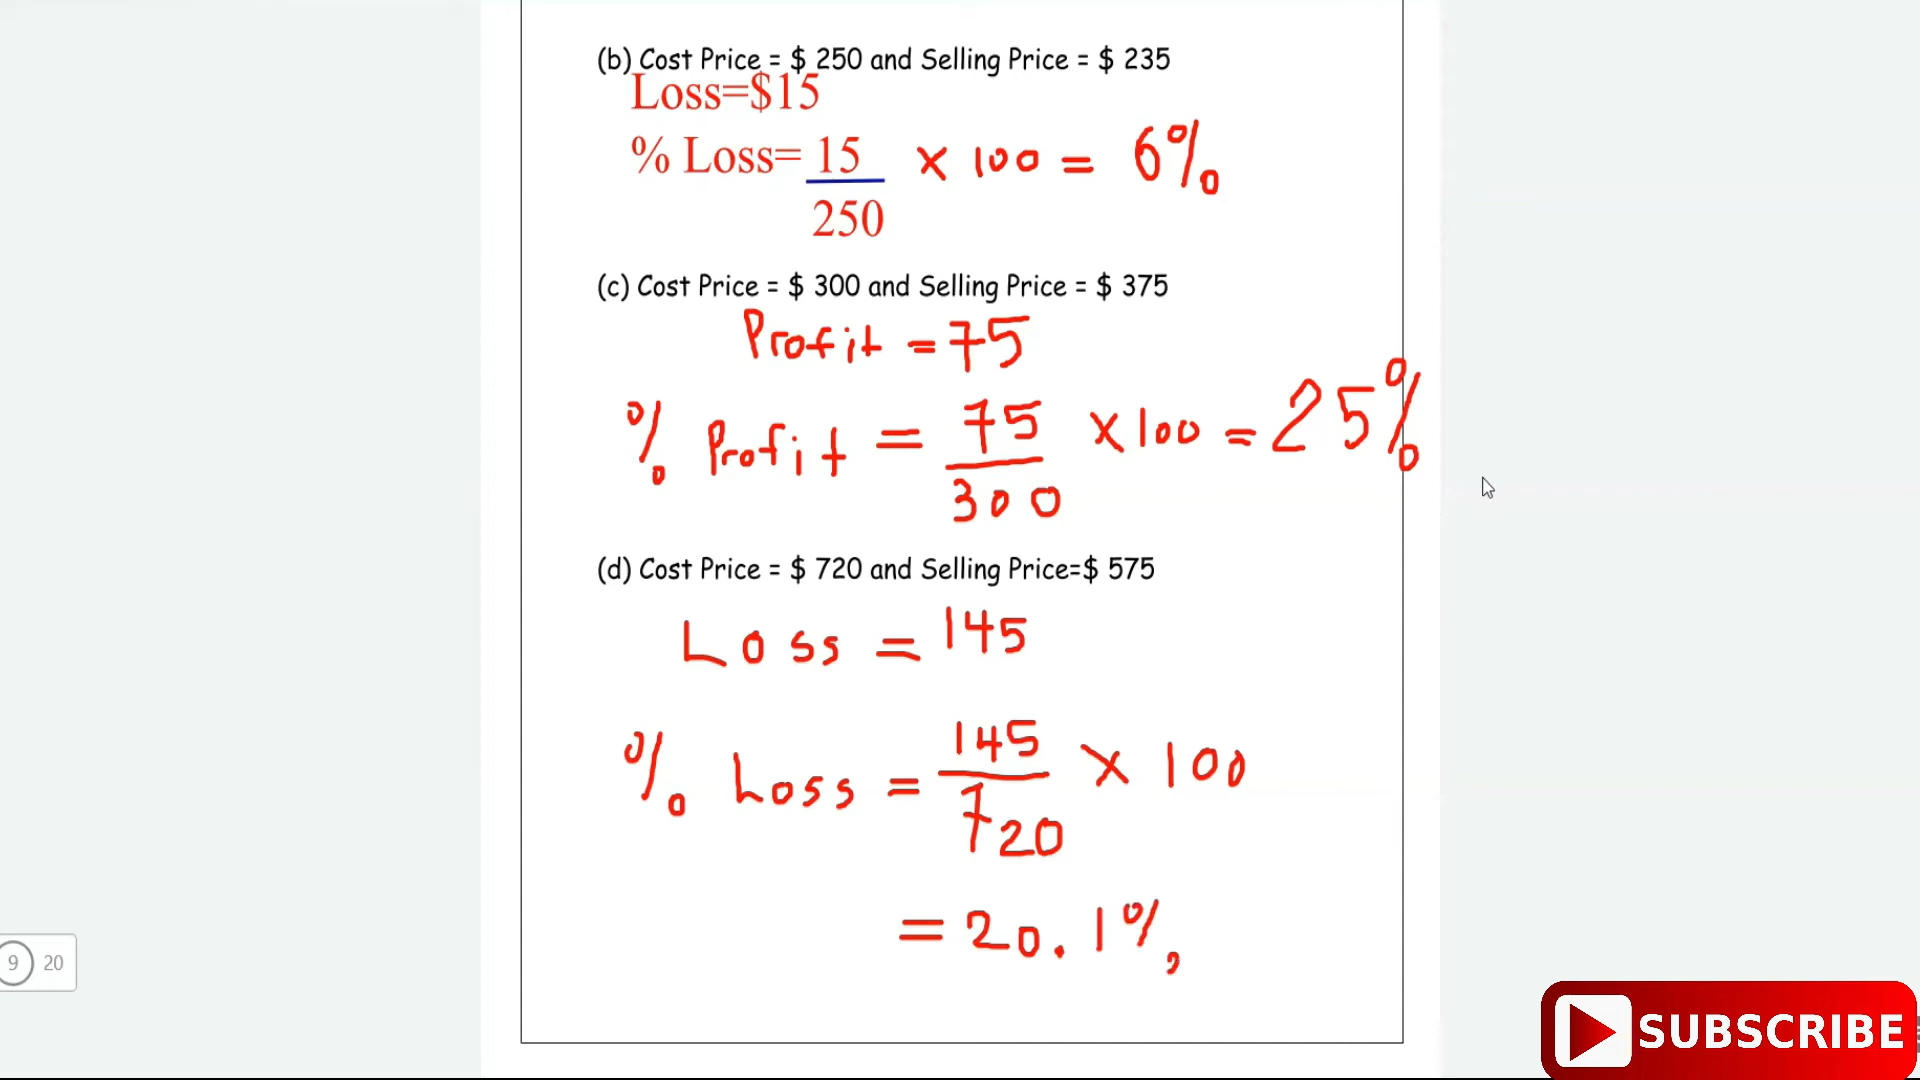 (b) Cost Price = $ 250 and Selling Price = $ 235
Loss=$15
% Loss= 15 × 100 = 6%
250
(c) Cost Price = $ 300 and Selling Price = $ 375
Profit = 75
% Profit = 75 × 100 = 25%
300
(d) Cost Price = $ 720 and Selling Price=$ 575
Loss = 145
% Loss = 145 × 100
720
= 20.1%
9 20
SUBSCRIBE